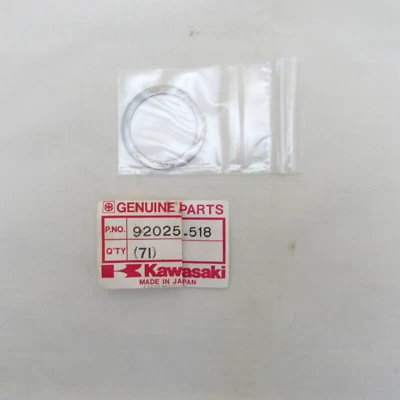 GENUINE PARTS
P.NO. 92025-518
Q'TY (71)
Kawasaki
MADE IN JAPAN